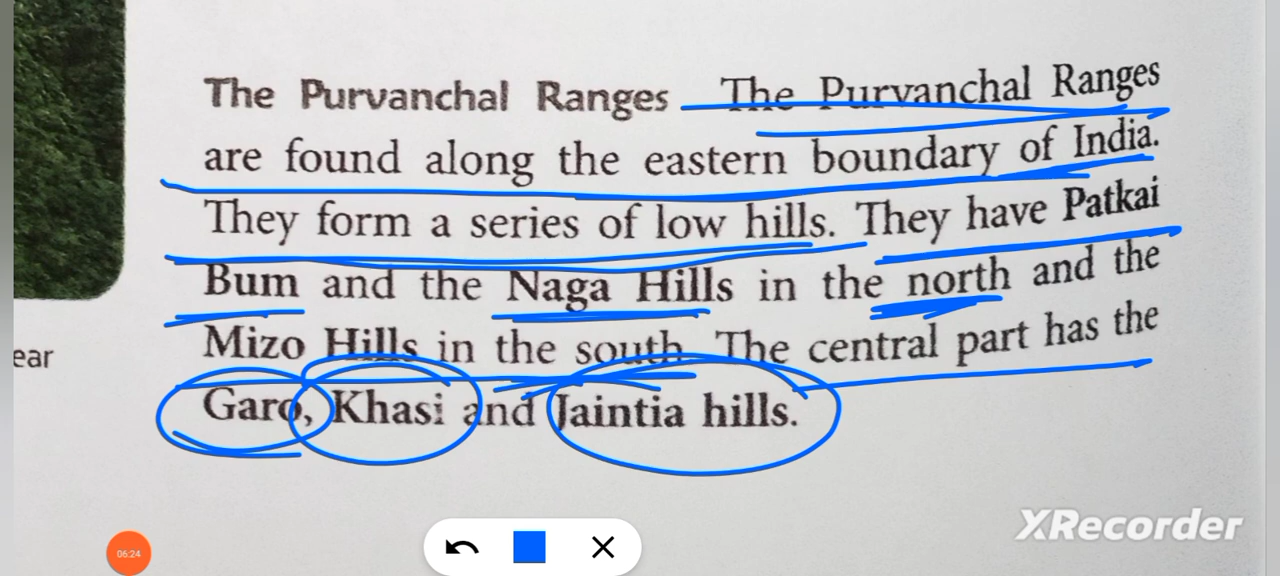 The Purvanchal Ranges The Purvanchal Ranges
are found along the eastern boundary of India.
They form a series of low hills. They have Patkai
Bum and the Naga Hills in the north and the
Mizo Hills in the south. The central part has the
ear
Garo, Khasi and Jaintia hills.
XRecorder
06:24